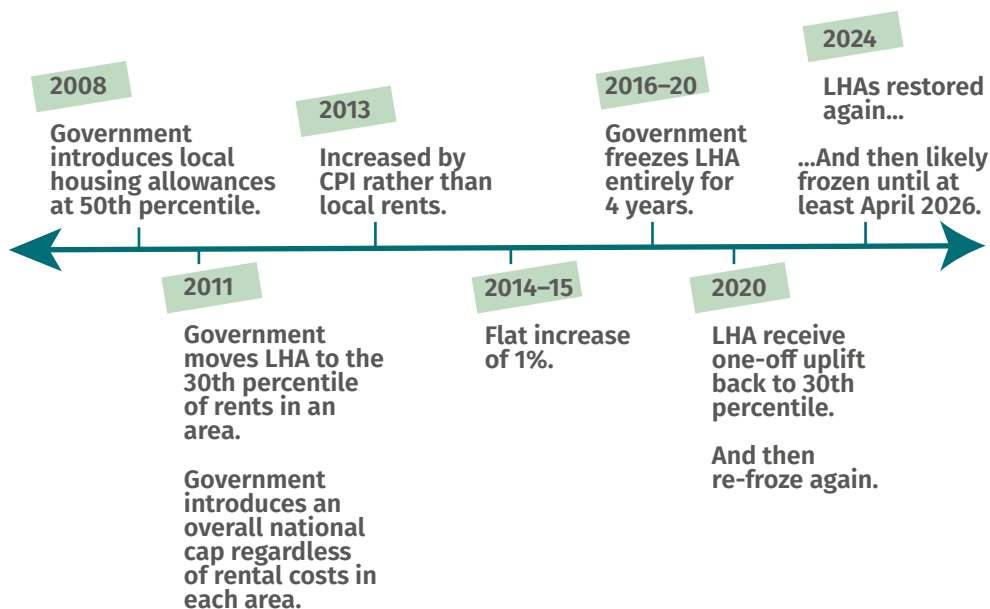 2008
Government
introduces local
housing allowances
at 50th percentile.
2011
Government
moves LHA to the
30th percentile
of rents in an
area.
Government
introduces an
overall national
cap regardless
of rental costs in
each area.
2013
Increased by
CPI rather than
local rents.
2014–15
Flat increase
of 1%.
2016–20
Government
freezes LHA
entirely for
4 years.
2020
LHA receive
one-off uplift
back to 30th
percentile.
And then
re-froze again.
2024
LHAs restored
again...
...And then likely
frozen until at
least April 2026.